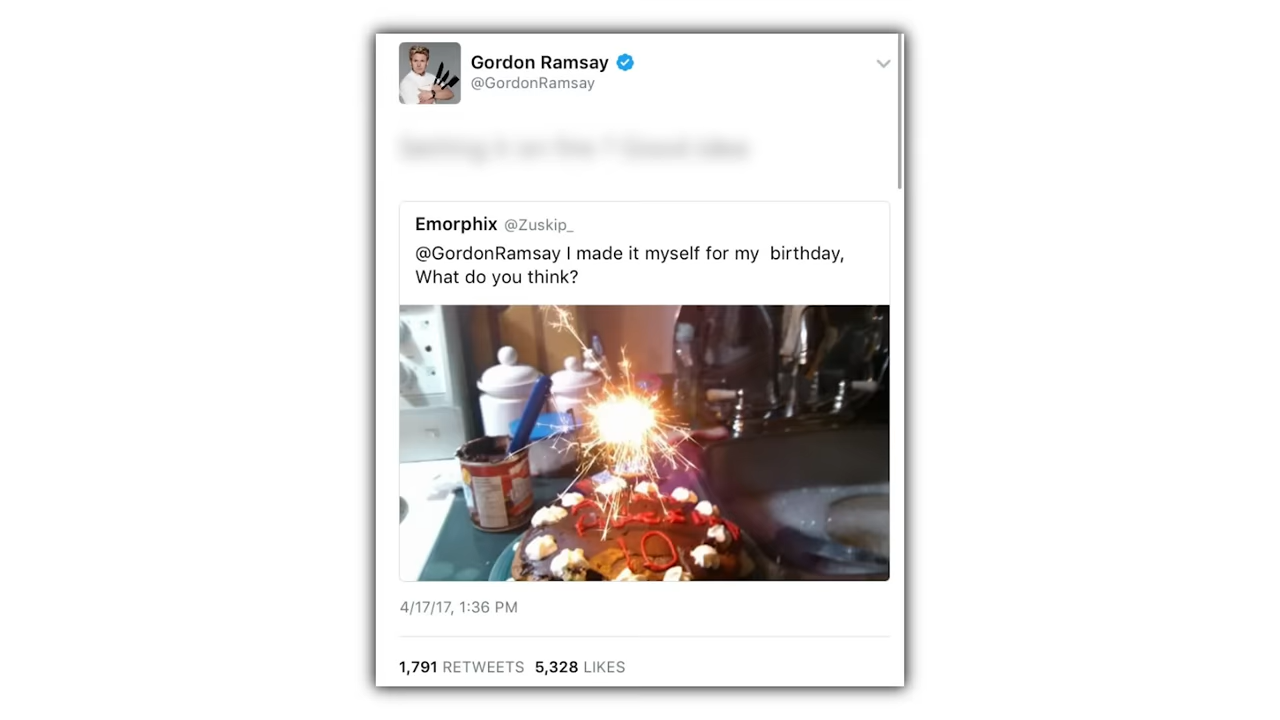 Gordon Ramsay
@GordonRamsay
Emorphix @Zuskip_
@GordonRamsay I made it myself for my birthday,
What do you think?
10
4/17/17, 1:36 PM
1,791 RETWEETS 5,328 LIKES